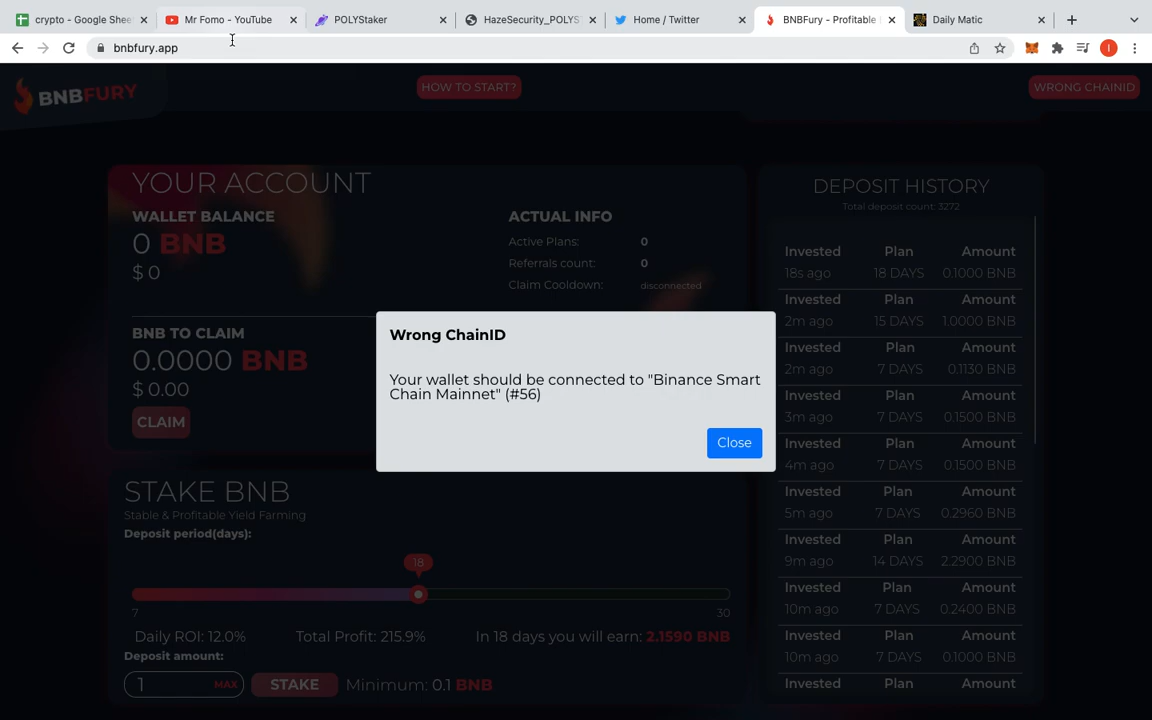 crypto - Google Shee
Mr Fomo - YouTube
POLYStaker
HazeSecurity_POLYS
Home / Twitter
BNBFury - Profitable
Daily Matic
bnbfury.app
I
BNBFURY
HOW TO START?
WRONG CHAINID
YOUR ACCOUNT
WALLET BALANCE
0 BNB
$ 0
ACTUAL INFO
Active Plans: 0
Referrals count: 0
Claim Cooldown: disconnected
BNB TO CLAIM
0.0000 BNB
$ 0.00
CLAIM
Wrong ChainID
Your wallet should be connected to "Binance Smart
Chain Mainnet" (#56)
Close
STAKE BNB
Stable & Profitable Yield Farming
Deposit period(days):
18
7 30
Daily ROI: 12.0% Total Profit: 215.9% In 18 days you will earn: 2.1590 BNB
Deposit amount:
1 MAX STAKE Minimum: 0.1 BNB
DEPOSIT HISTORY
Total deposit count: 3272
Invested Plan Amount
18s ago 18 DAYS 0.1000 BNB
Invested Plan Amount
2m ago 15 DAYS 1.0000 BNB
Invested Plan Amount
2m ago 7 DAYS 0.1130 BNB
Invested Plan Amount
3m ago 7 DAYS 0.1500 BNB
Invested Plan Amount
4m ago 7 DAYS 0.1500 BNB
Invested Plan Amount
5m ago 7 DAYS 0.2960 BNB
Invested Plan Amount
9m ago 14 DAYS 2.2900 BNB
Invested Plan Amount
10m ago 7 DAYS 0.2400 BNB
Invested Plan Amount
10m ago 7 DAYS 0.1000 BNB
Invested Plan Amount